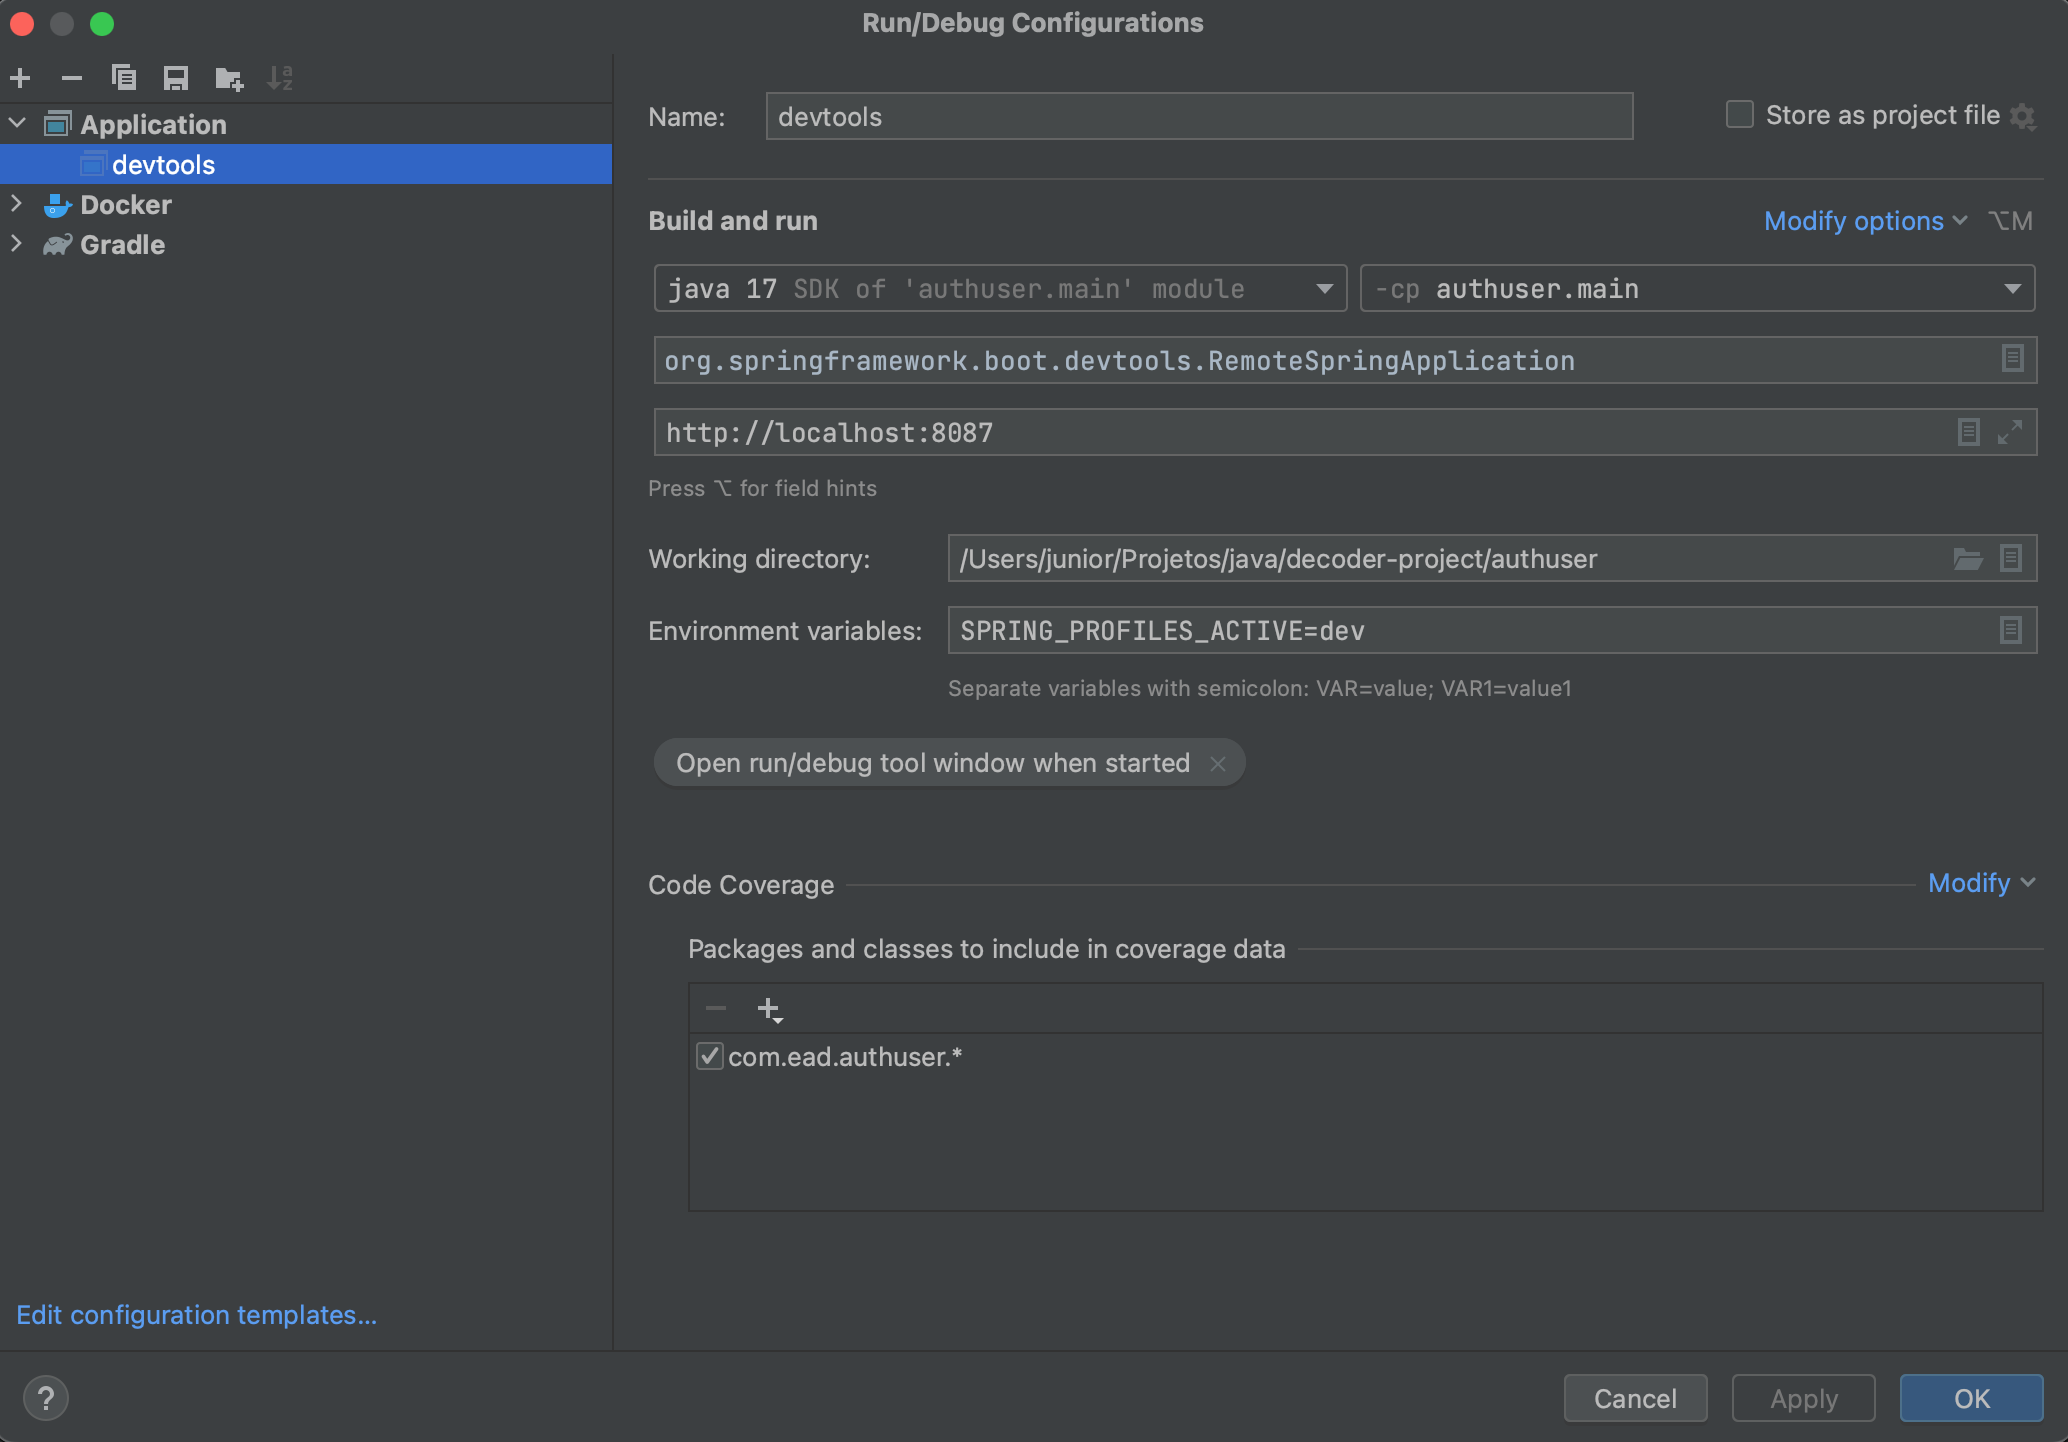 Run/Debug Configurations
Application
devtools
Docker
Gradle
Edit configuration templates...
Name: devtools
Store as project file
Build and run
Modify options ⌥M
java 17 SDK of 'authuser.main' module
-cp authuser.main
org.springframework.boot.devtools.RemoteSpringApplication
http://localhost:8087
Press ⌥ for field hints
Working directory: /Users/junior/Projetos/java/decoder-project/authuser
Environment variables: SPRING_PROFILES_ACTIVE=dev
Separate variables with semicolon: VAR=value; VAR1=value1
Open run/debug tool window when started
Code Coverage
Modify
Packages and classes to include in coverage data
com.ead.authuser.*
?
Cancel
Apply
OK